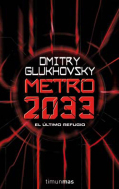 DMITRY
GLUKHOVSKY
METRO
2033
EL ÚLTIMO REFUGIO
timunmas